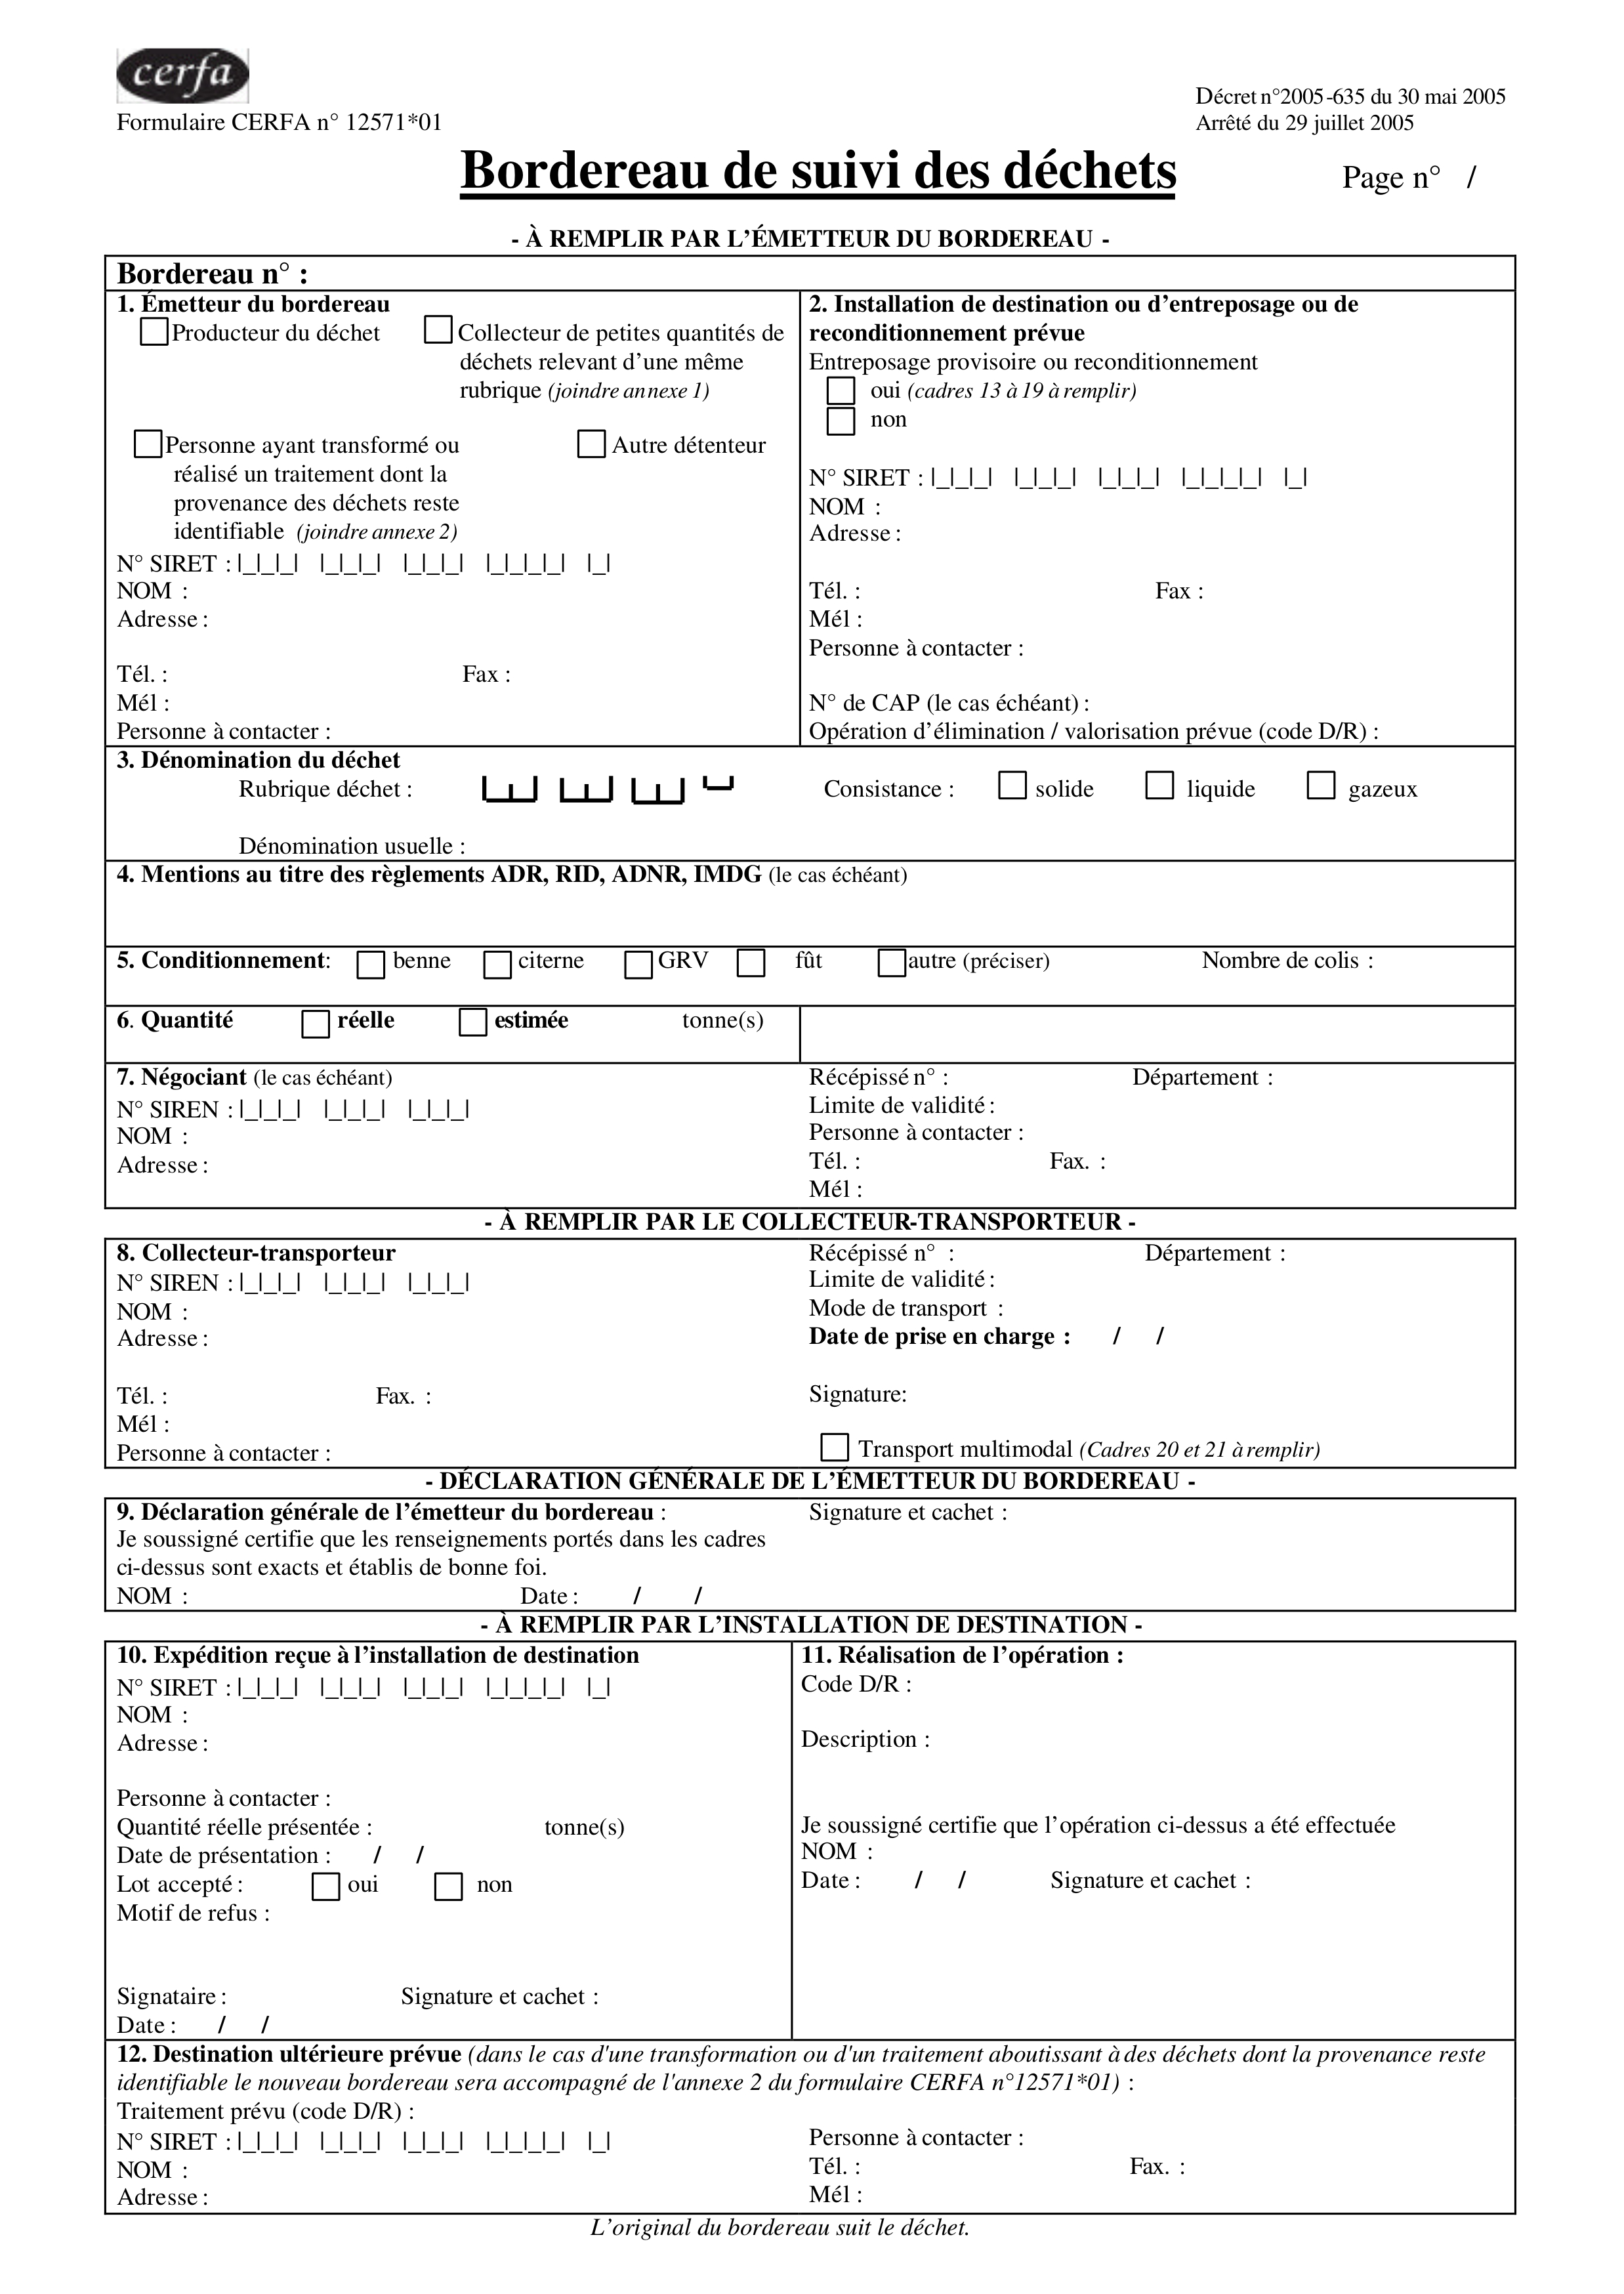 cerfa
Formulaire CERFA n° 12571*01
Décret n°2005-635 du 30 mai 2005
Arrêté du 29 juillet 2005
Bordereau de suivi des déchets
Page n° /
- À REMPLIR PAR L’ÉMETTEUR DU BORDEREAU -
Bordereau n° :
1. Émetteur du bordereau
Producteur du déchet
Collecteur de petites quantités de
déchets relevant d’une même
rubrique (joindre annexe 1)
Personne ayant transformé ou
réalisé un traitement dont la
provenance des déchets reste
identifiable (joindre annexe 2)
Autre détenteur
N° SIRET : |_|_|_| |_|_|_| |_|_|_| |_|_|_|_| |_|
NOM :
Adresse :
Tél. : Fax :
Mél :
Personne à contacter :
2. Installation de destination ou d’entreposage ou de
reconditionnement prévue
Entreposage provisoire ou reconditionnement
oui (cadres 13 à 19 à remplir)
non
N° SIRET : |_|_|_| |_|_|_| |_|_|_| |_|_|_|_| |_|
NOM :
Adresse :
Tél. : Fax :
Mél :
Personne à contacter :
N° de CAP (le cas échéant) :
Opération d’élimination / valorisation prévue (code D/R) :
3. Dénomination du déchet
Rubrique déchet : Consistance : solide liquide gazeux
Dénomination usuelle :
4. Mentions au titre des règlements ADR, RID, ADNR, IMDG (le cas échéant)
5. Conditionnement: benne citerne GRV fût autre (préciser) Nombre de colis :
6. Quantité réelle estimée tonne(s)
7. Négociant (le cas échéant)
N° SIREN : |_|_|_| |_|_|_| |_|_|_|
NOM :
Adresse :
Récépissé n° : Département :
Limite de validité :
Personne à contacter :
Tél. : Fax. :
Mél :
- À REMPLIR PAR LE COLLECTEUR-TRANSPORTEUR -
8. Collecteur-transporteur
N° SIREN : |_|_|_| |_|_|_| |_|_|_|
NOM :
Adresse :
Tél. : Fax. :
Mél :
Personne à contacter :
Récépissé n° : Département :
Limite de validité :
Mode de transport :
Date de prise en charge : / /
Signature:
Transport multimodal (Cadres 20 et 21 à remplir)
- DÉCLARATION GÉNÉRALE DE L’ÉMETTEUR DU BORDEREAU -
9. Déclaration générale de l’émetteur du bordereau :
Je soussigné certifie que les renseignements portés dans les cadres
ci-dessus sont exacts et établis de bonne foi.
NOM : Date : / /
Signature et cachet :
- À REMPLIR PAR L’INSTALLATION DE DESTINATION -
10. Expédition reçue à l’installation de destination
N° SIRET : |_|_|_| |_|_|_| |_|_|_| |_|_|_|_| |_|
NOM :
Adresse :
Personne à contacter :
Quantité réelle présentée : tonne(s)
Date de présentation : / /
Lot accepté : oui non
Motif de refus :
Signataire : Signature et cachet :
Date : / /
11. Réalisation de l’opération :
Code D/R :
Description :
Je soussigné certifie que l’opération ci-dessus a été effectuée
NOM :
Date : / / Signature et cachet :
12. Destination ultérieure prévue (dans le cas d'une transformation ou d'un traitement aboutissant à des déchets dont la provenance reste
identifiable le nouveau bordereau sera accompagné de l'annexe 2 du formulaire CERFA n°12571*01) :
Traitement prévu (code D/R) :
N° SIRET : |_|_|_| |_|_|_| |_|_|_| |_|_|_|_| |_|
NOM :
Adresse :
Personne à contacter :
Tél. : Fax. :
Mél :
L’original du bordereau suit le déchet.